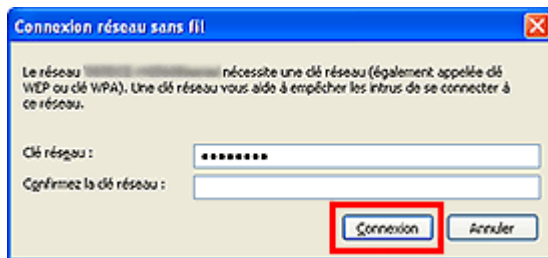 Connexion réseau sans fil
Le réseau nécessite une clé réseau (également appelée clé
WEP ou clé WPA). Une clé réseau vous aide à empêcher les intrus de se connecter à
ce réseau.
Clé réseau : ••••••••
Confirmez la clé réseau :
Connexion Annuler